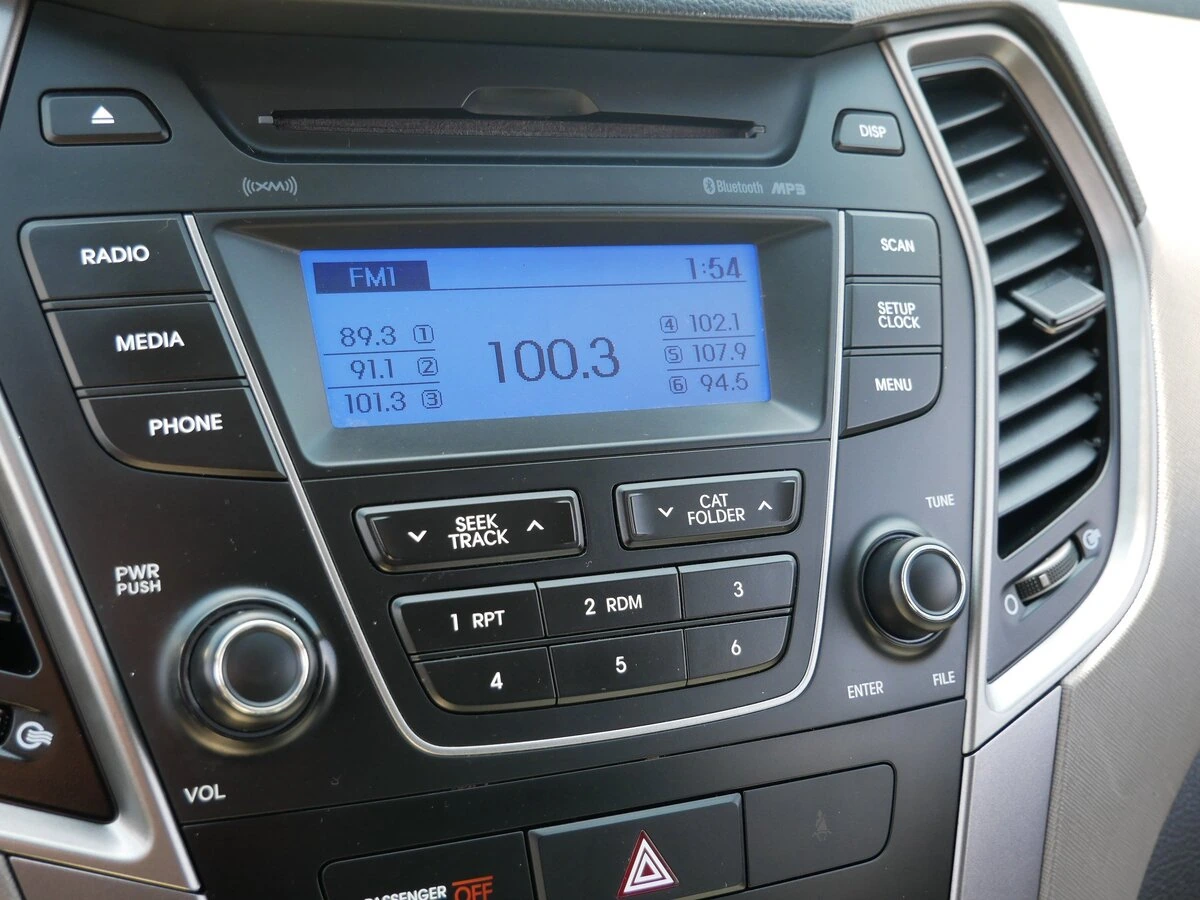 DISP
((XM))
Bluetooth MP3
RADIO
MEDIA
PHONE
FM1 1:54
89.3 1
91.1 2
101.3 3
100.3
4 102.1
5 107.9
6 94.5
SCAN
SETUP
CLOCK
MENU
SEEK
TRACK
CAT
FOLDER
TUNE
PWR
PUSH
1 RPT
2 RDM
3
4
5
6
ENTER
FILE
VOL
PASSENGER
OFF